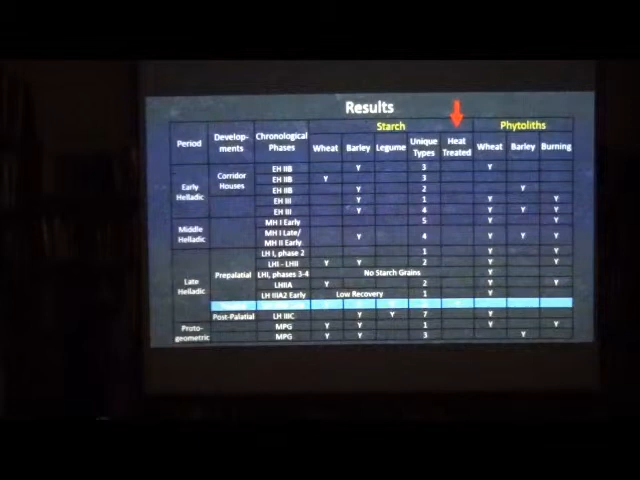 Results
Starch Phytoliths
Period Develop-ments Chronological Phases Wheat Barley Legume Unique Types Heat Treated Wheat Barley Burning
Early Helladic Corridor Houses EH IIB Y 3 Y
EH IIB Y 3
EH IIB Y 2 Y
EH III Y 1 Y Y
EH III Y 4 Y Y Y
Middle Helladic MH I Early 5 Y Y
MH I Late/ MH II Early Y 4 Y Y Y
Late Helladic Prepalatial LH I, phase 2 1 Y Y
LHI - LHII Y Y 2 Y Y
LHI, phases 3-4 No Starch Grains Y
LHIIA Y 2 Y Y
LH IIIA2 Early Low Recovery 1 Y
Post-Palatial LH IIIC Y Y 7 Y
Proto-geometric MPG Y Y 1 Y Y
MPG Y Y 3 Y